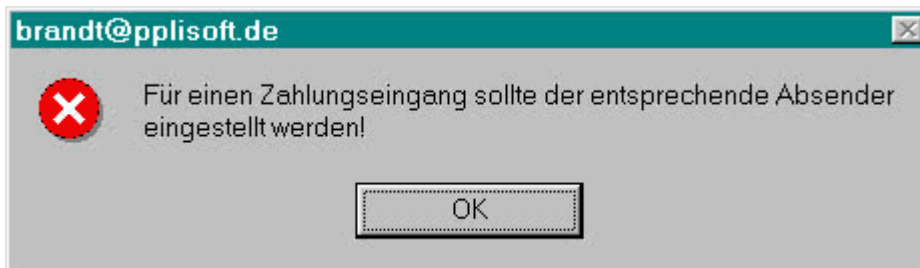 brandt@pplisoft.de
Für einen Zahlungseingang sollte der entsprechende Absender
eingestellt werden!
OK